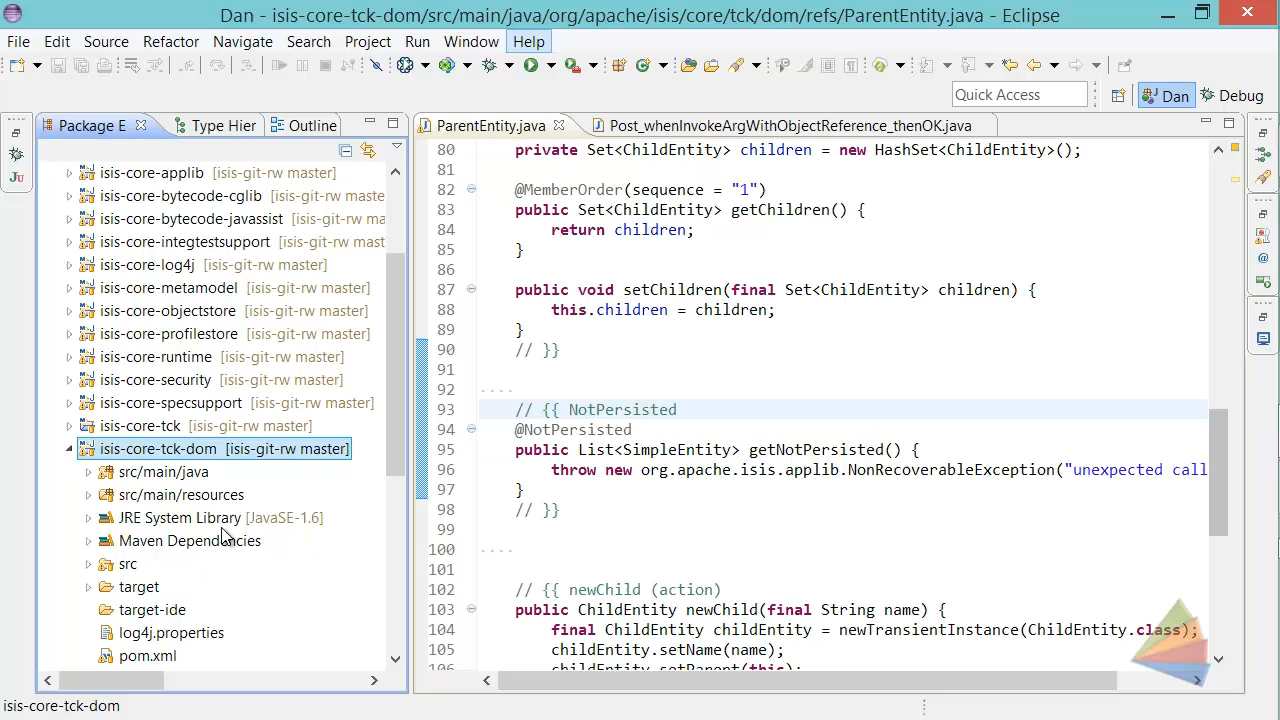 Dan - isis-core-tck-dom/src/main/java/org/apache/isis/core/tck/dom/refs/ParentEntity.java - Eclipse
File Edit Source Refactor Navigate Search Project Run Window Help
Quick Access
Dan
Debug
Package E
Type Hier
Outline
isis-core-applib [isis-git-rw master]
isis-core-bytecode-cglib [isis-git-rw master
isis-core-bytecode-javassist [isis-git-rw ma
isis-core-integtestsupport [isis-git-rw mast
isis-core-log4j [isis-git-rw master]
isis-core-metamodel [isis-git-rw master]
isis-core-objectstore [isis-git-rw master]
isis-core-profilestore [isis-git-rw master]
isis-core-runtime [isis-git-rw master]
isis-core-security [isis-git-rw master]
isis-core-specsupport [isis-git-rw master]
isis-core-tck [isis-git-rw master]
isis-core-tck-dom [isis-git-rw master]
src/main/java
src/main/resources
JRE System Library [JavaSE-1.6]
Maven Dependencies
src
target
target-ide
log4j.properties
pom.xml
ParentEntity.java
Post_whenInvokeArgWithObjectReference_thenOK.java
80 private Set<ChildEntity> children = new HashSet<ChildEntity>();
81
82 @MemberOrder(sequence = "1")
83 public Set<ChildEntity> getChildren() {
84 return children;
85 }
86
87 public void setChildren(final Set<ChildEntity> children) {
88 this.children = children;
89 }
90 // }}
91
92 ....
93 // {{ NotPersisted
94 @NotPersisted
95 public List<SimpleEntity> getNotPersisted() {
96 throw new org.apache.isis.applib.NonRecoverableException("unexpected call
97 }
98 // }}
99
100 ....
101
102 // {{ newChild (action)
103 public ChildEntity newChild(final String name) {
104 final ChildEntity childEntity = newTransientInstance(ChildEntity.class);
105 childEntity.setName(name);
106 childEntity.setParent(this);
isis-core-tck-dom